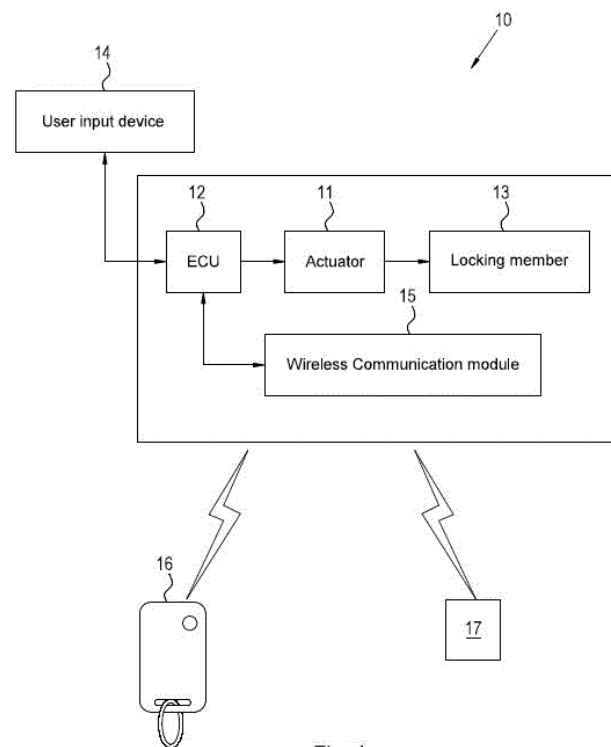 10
14
User input device
12
11
13
ECU
Actuator
Locking member
15
Wireless Communication module
16
17